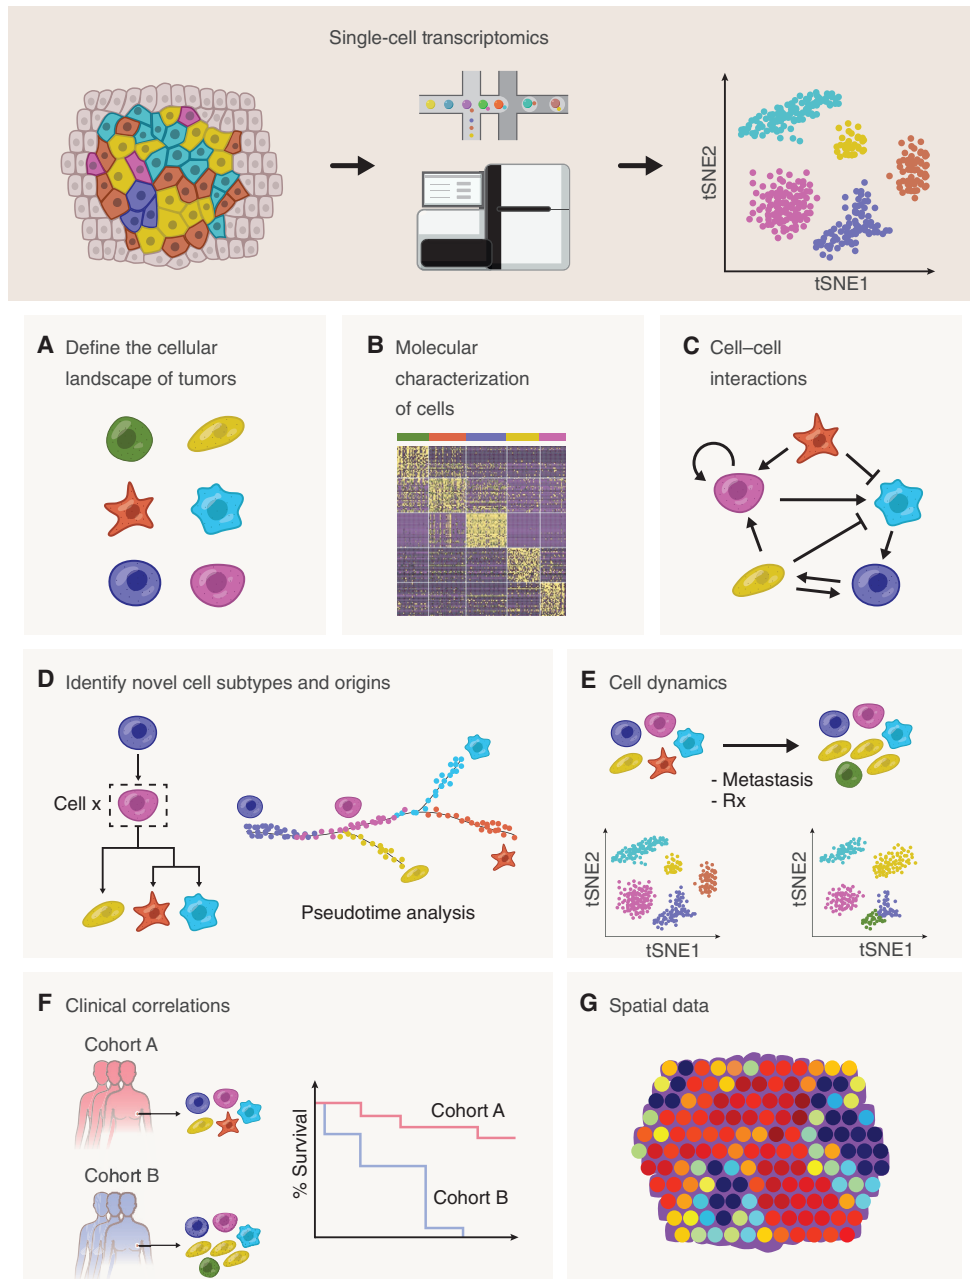 Single-cell transcriptomics
tSNE2
tSNE1
A Define the cellular
landscape of tumors
B Molecular
characterization
of cells
C Cell–cell
interactions
D Identify novel cell subtypes and origins
Cell x
Pseudotime analysis
E Cell dynamics
- Metastasis
- Rx
tSNE2
tSNE1
tSNE2
tSNE1
F Clinical correlations
Cohort A
Cohort B
% Survival
Cohort A
Cohort B
G Spatial data